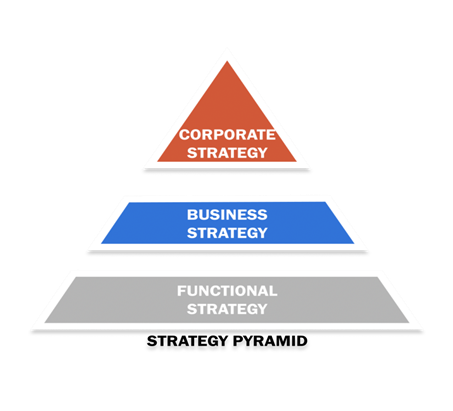 CORPORATE
STRATEGY
BUSINESS
STRATEGY
FUNCTIONAL
STRATEGY
STRATEGY PYRAMID